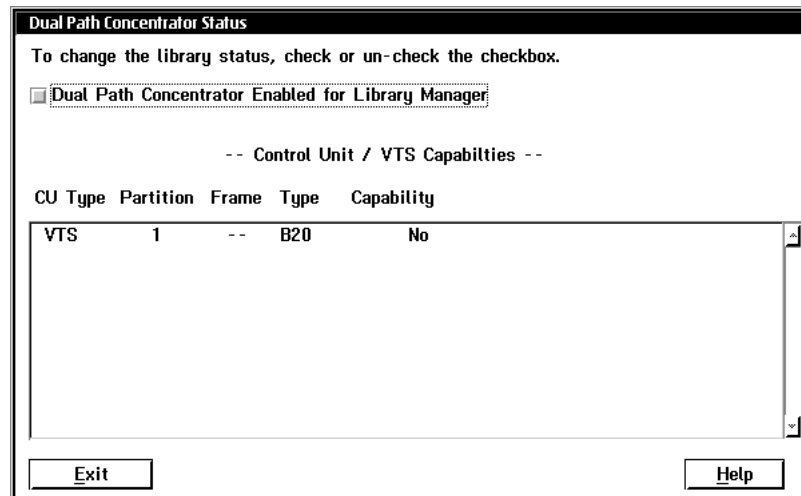 Dual Path Concentrator Status
To change the library status, check or un-check the checkbox.
Dual Path Concentrator Enabled for Library Manager
-- Control Unit / VTS Capabilties --
CU Type Partition Frame Type Capability
VTS 1 -- B20 No
Exit Help